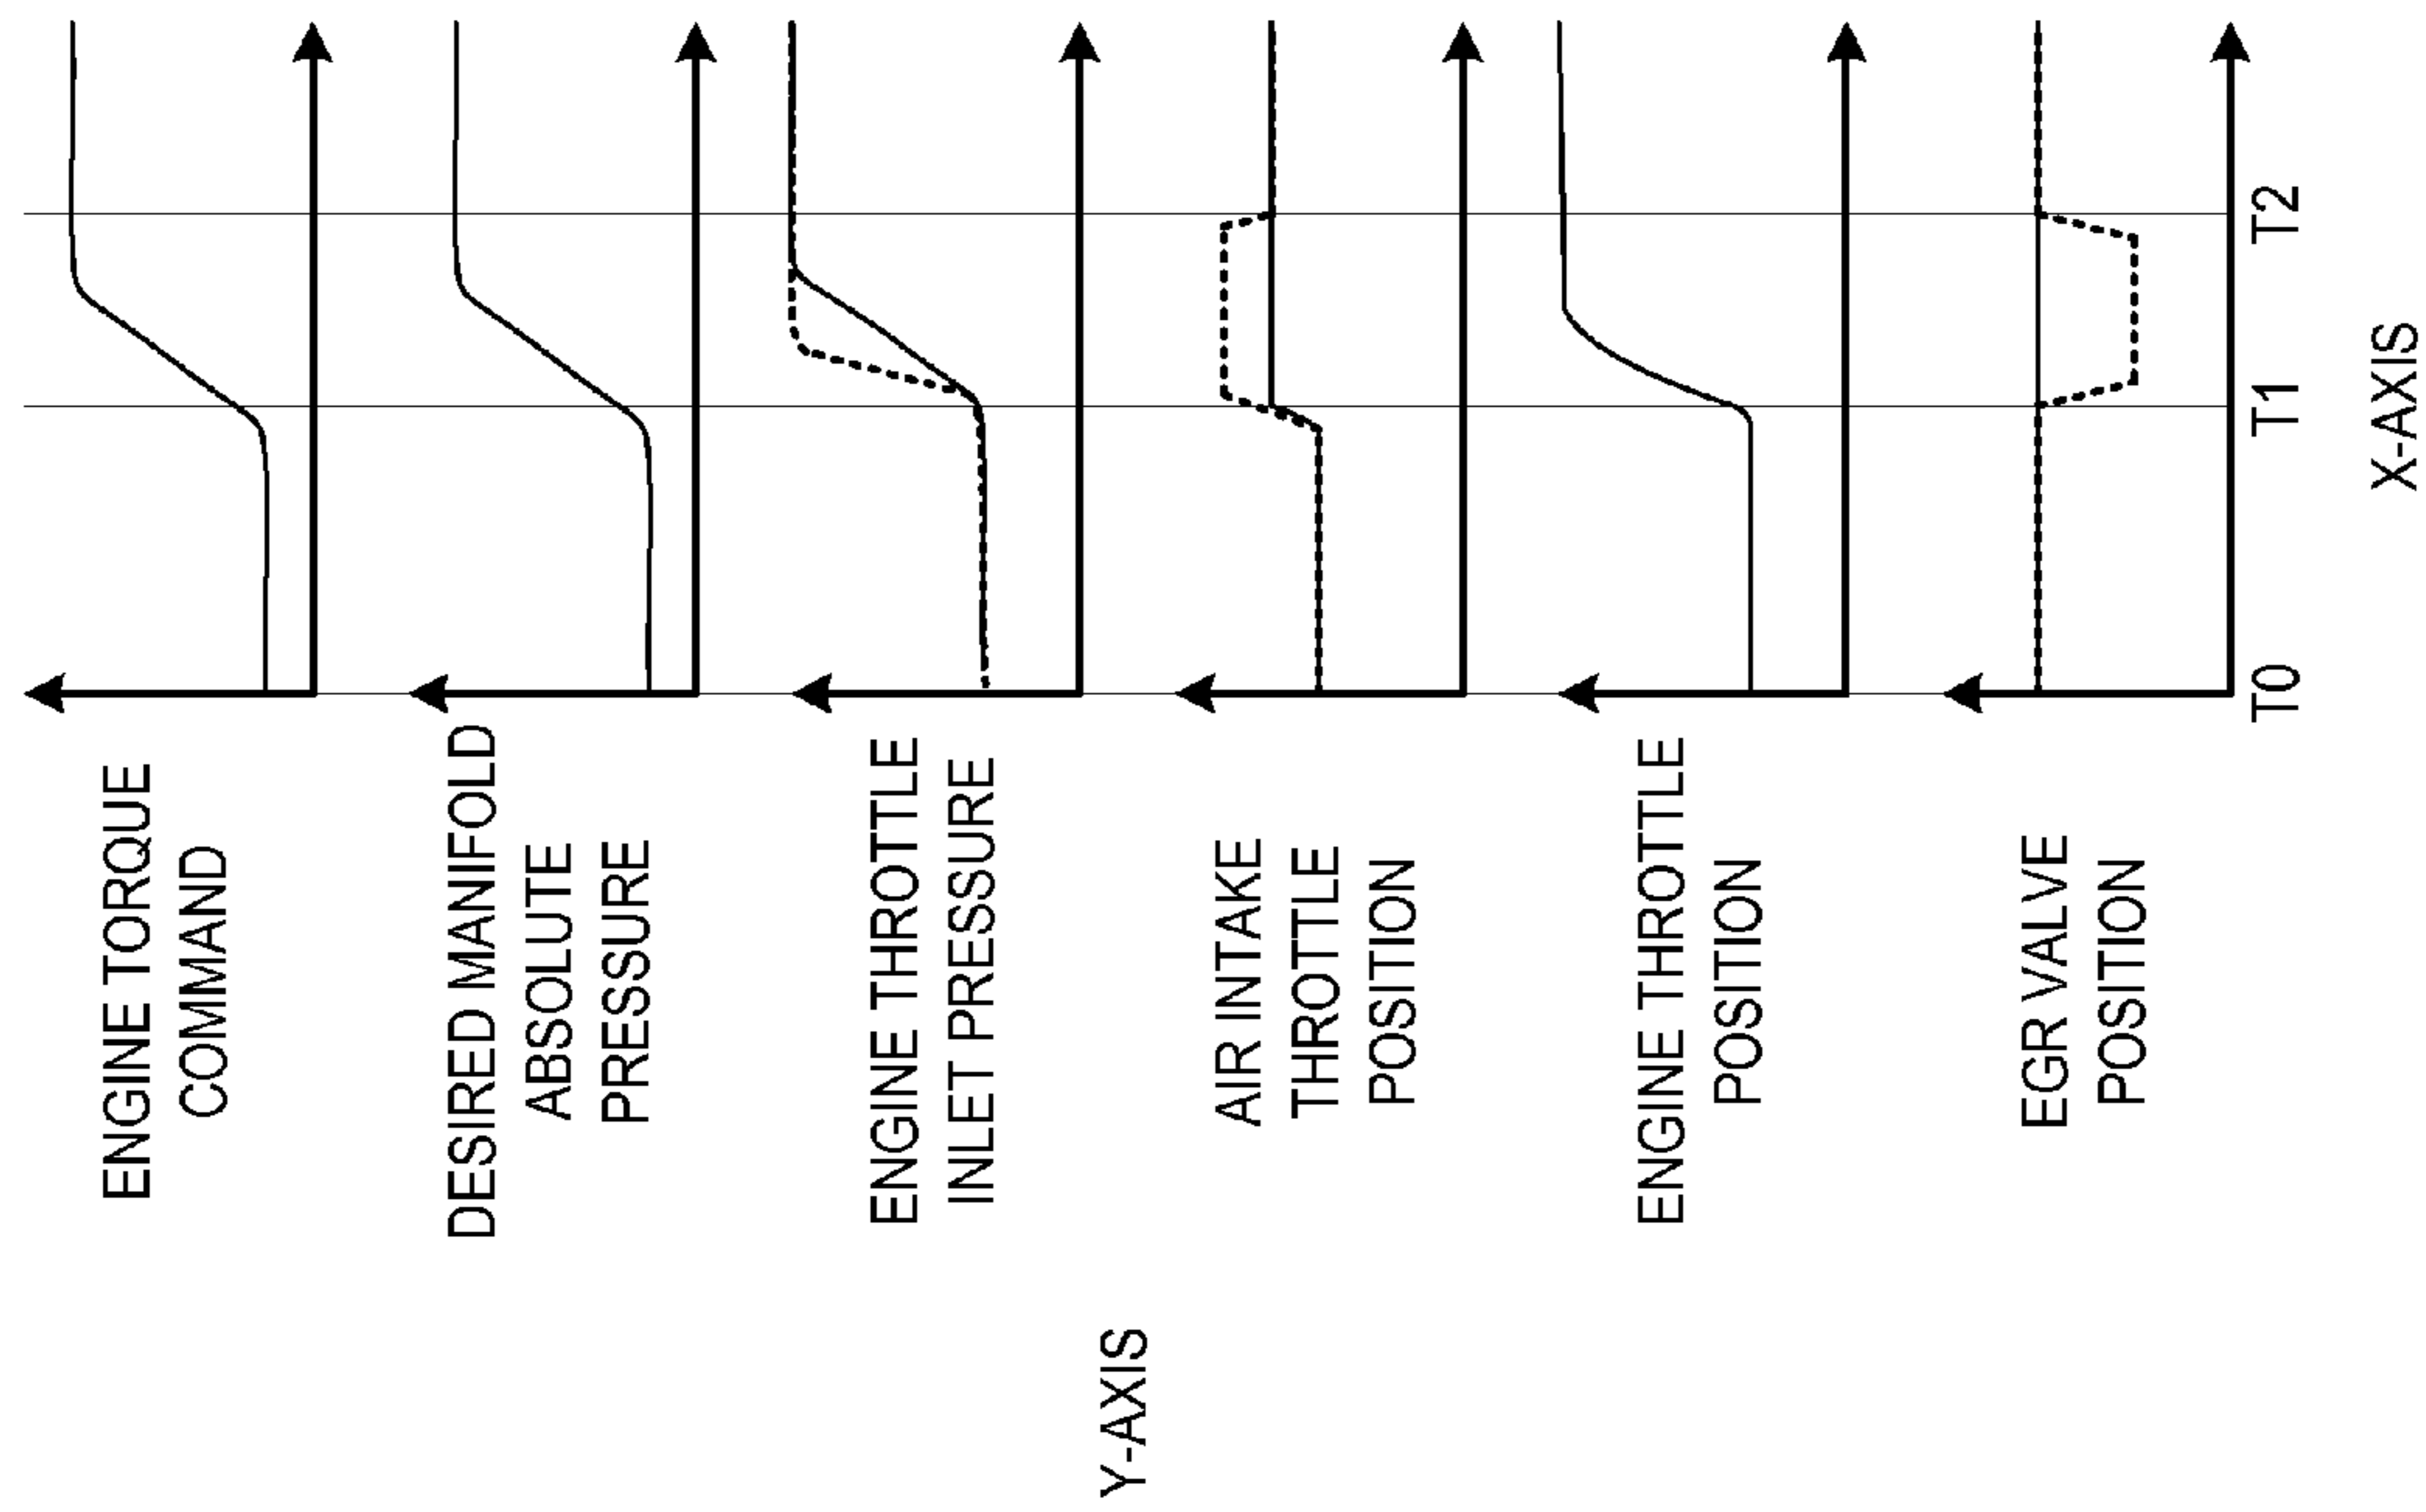 ENGINE TORQUE
COMMAND
DESIRED MANIFOLD
ABSOLUTE
PRESSURE
ENGINE THROTTLE
INLET PRESSURE
Y-AXIS
AIR INTAKE
THROTTLE
POSITION
ENGINE THROTTLE
POSITION
EGR VALVE
POSITION
T0 T1 T2
X-AXIS